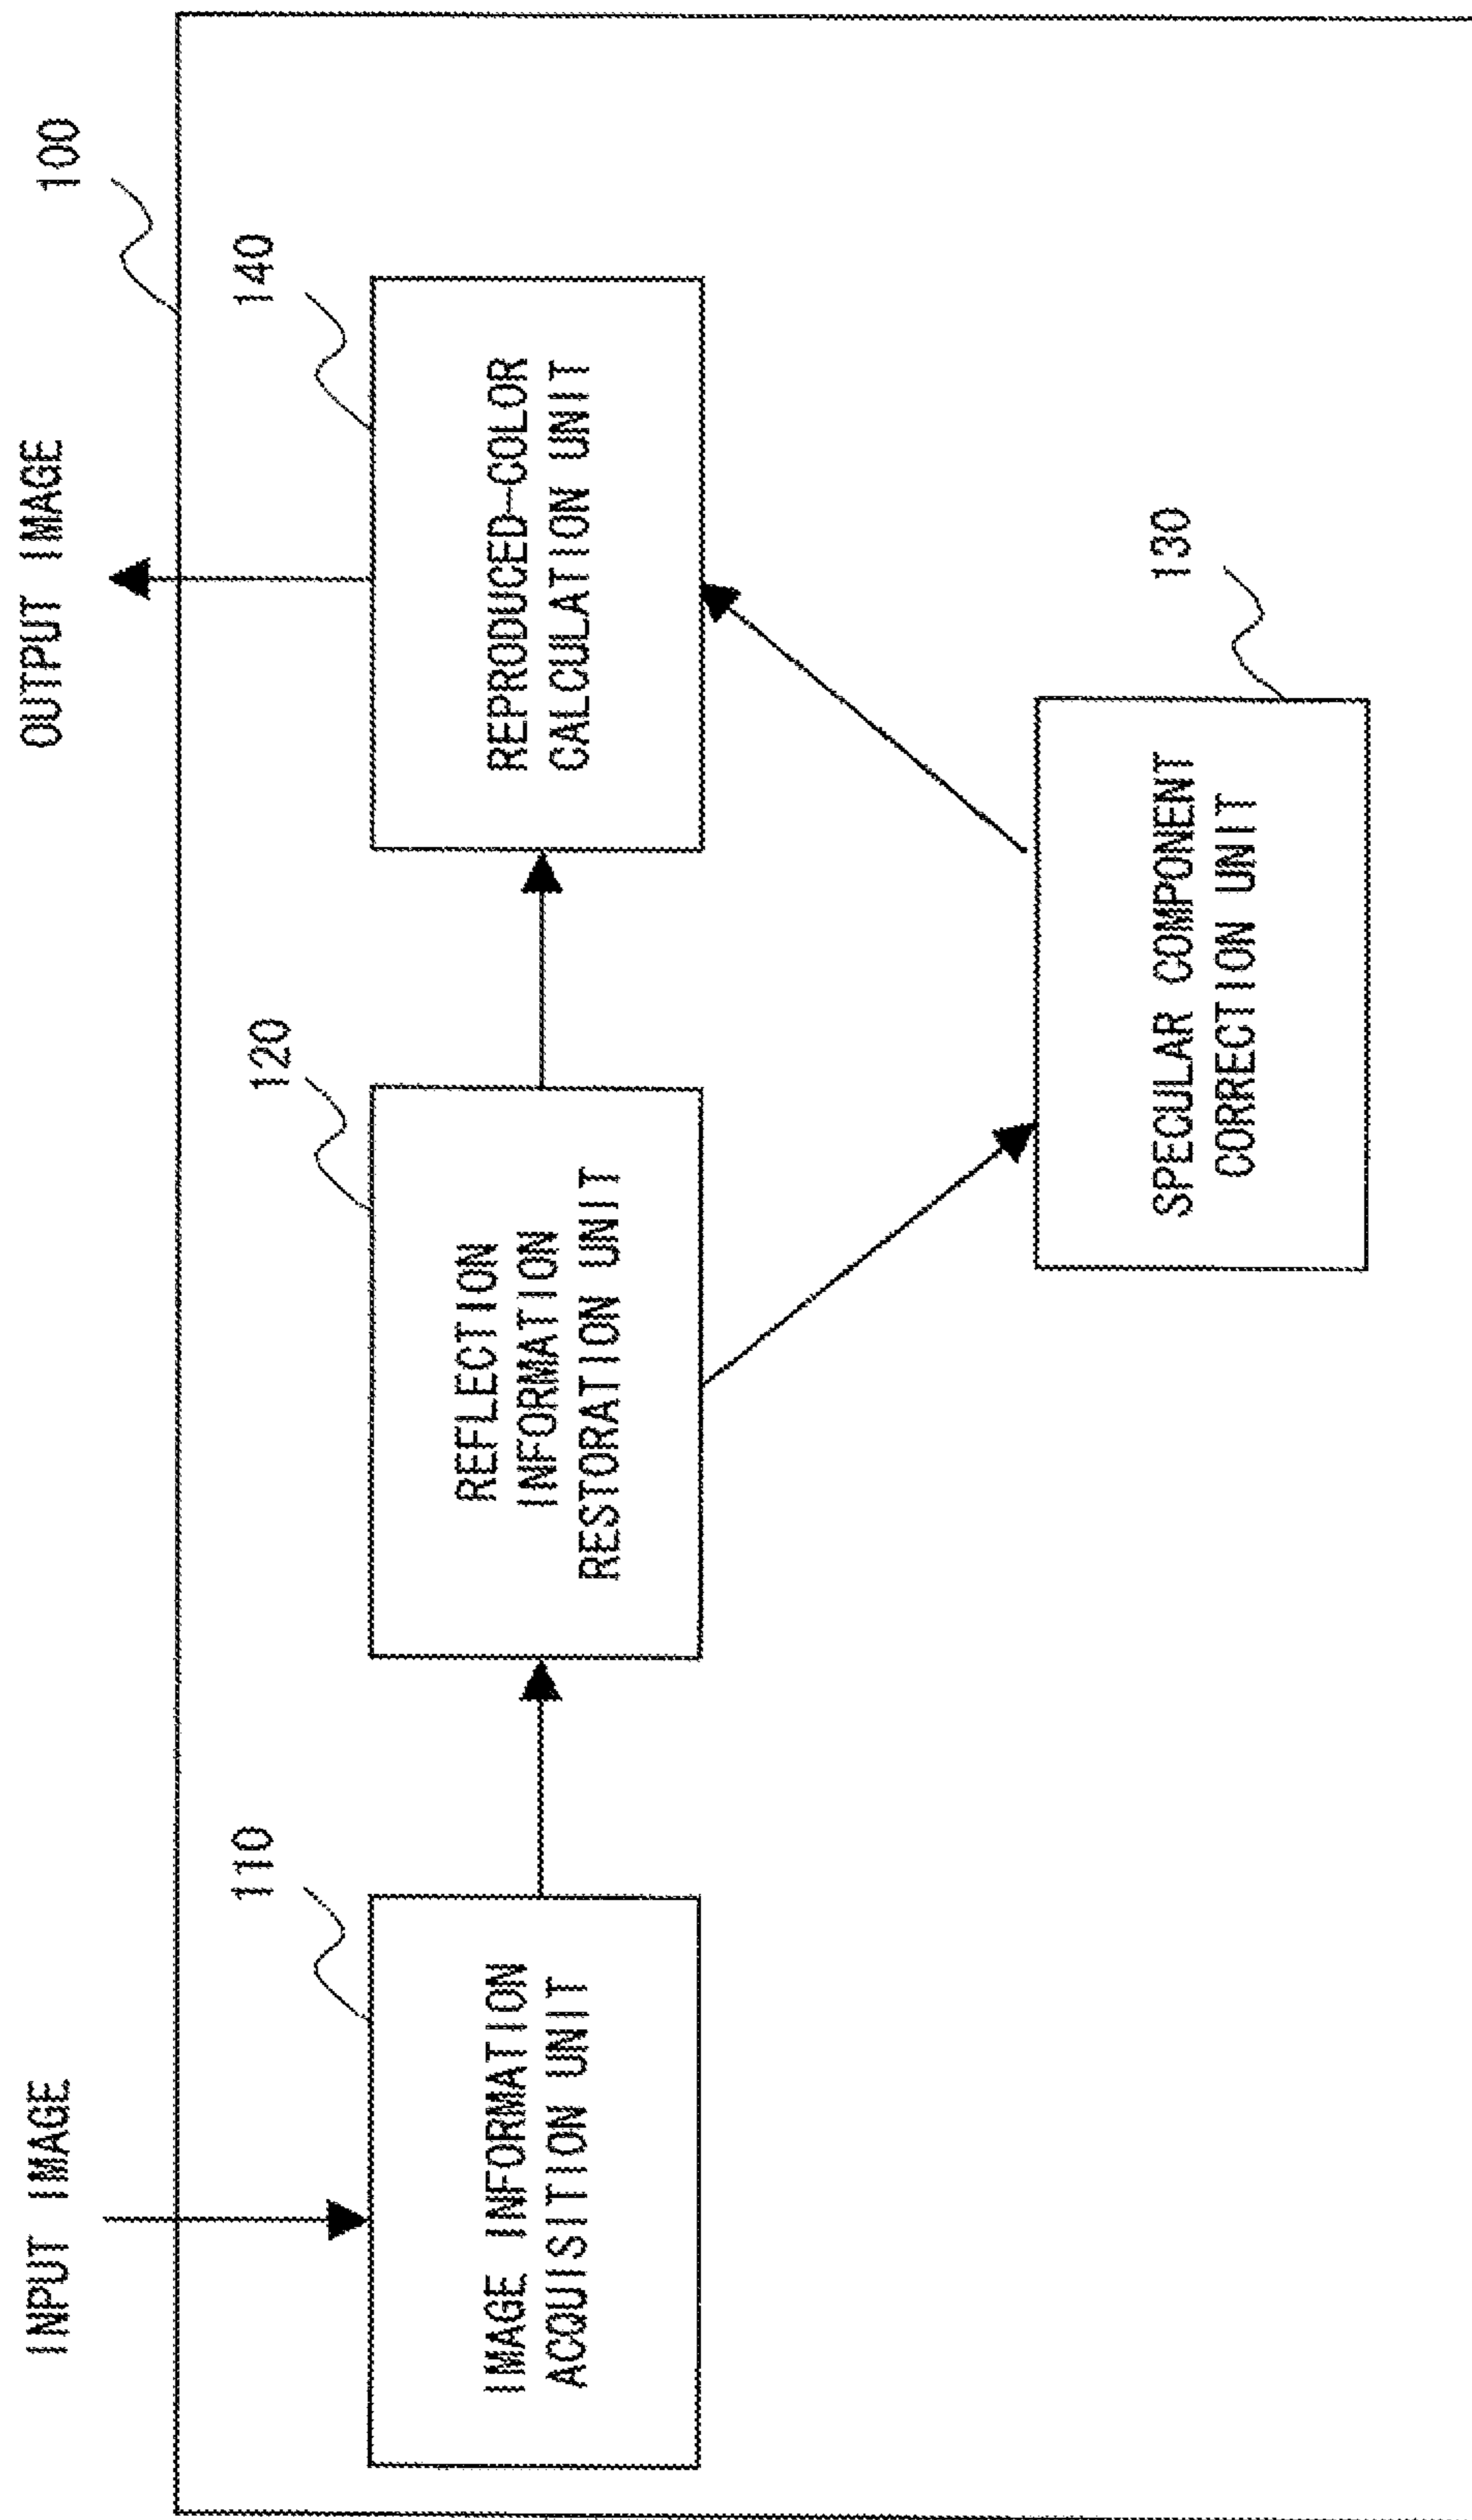 INPUT IMAGE
OUTPUT IMAGE
100
110
IMAGE INFORMATION
ACQUISITION UNIT
120
REFLECTION
INFORMATION
RESTORATION UNIT
140
REPRODUCED-COLOR
CALCULATION UNIT
130
SPECULAR COMPONENT
CORRECTION UNIT